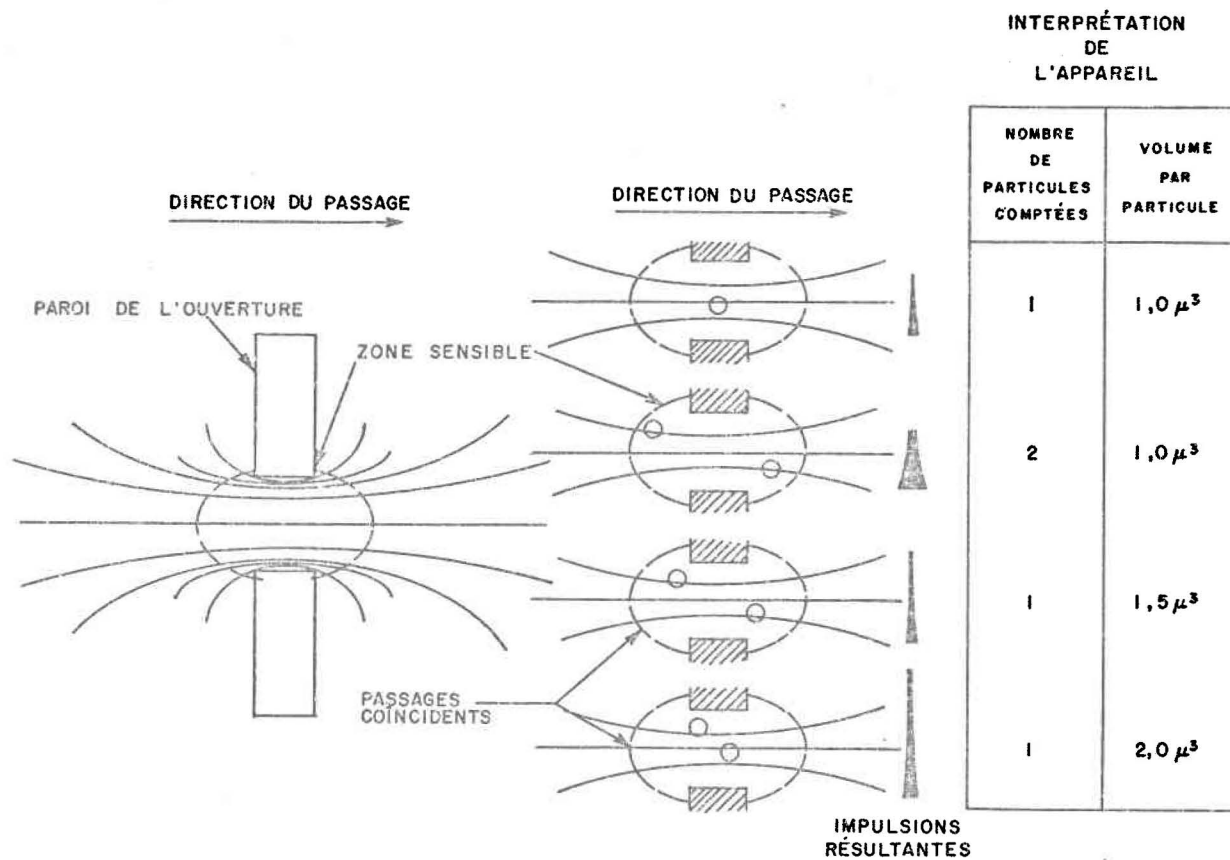 INTERPRÉTATION
DE
L'APPAREIL
NOMBRE
DE
PARTICULES
COMPTÉES
VOLUME
PAR
PARTICULE
DIRECTION DU PASSAGE
DIRECTION DU PASSAGE
PAROI DE L'OUVERTURE
ZONE SENSIBLE
1 1,0 μ³
2 1,0 μ³
1 1,5 μ³
PASSAGES
COÏNCIDENTS
1 2,0 μ³
IMPULSIONS
RÉSULTANTES